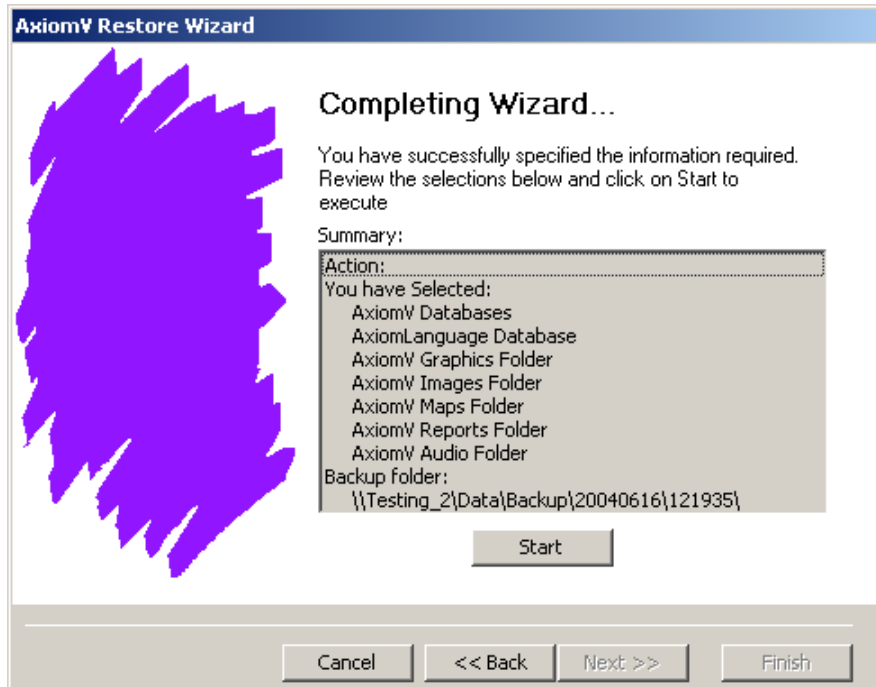 AxiomV Restore Wizard
Completing Wizard...
You have successfully specified the information required.
Review the selections below and click on Start to
execute
Summary:
Action:
You have Selected:
AxiomV Databases
AxiomLanguage Database
AxiomV Graphics Folder
AxiomV Images Folder
AxiomV Maps Folder
AxiomV Reports Folder
AxiomV Audio Folder
Backup folder:
\\Testing_2\Data\Backup\20040616\121935\
Start
Cancel
<< Back
Next >>
Finish